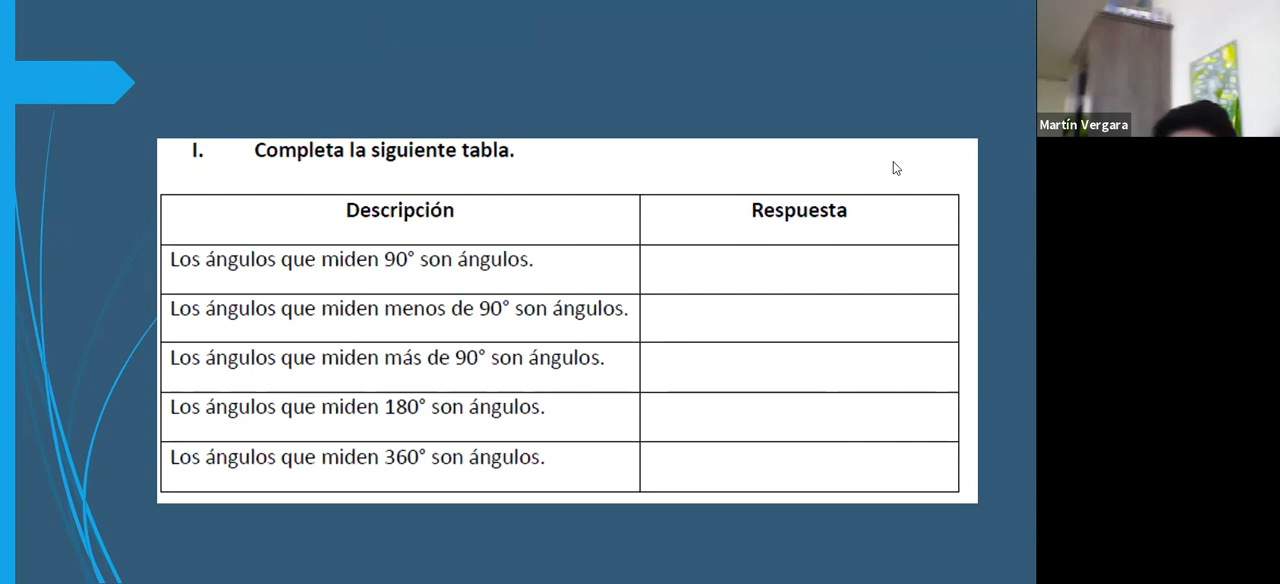 I. Completa la siguiente tabla.
Descripción Respuesta
Los ángulos que miden 90° son ángulos.
Los ángulos que miden menos de 90° son ángulos.
Los ángulos que miden más de 90° son ángulos.
Los ángulos que miden 180° son ángulos.
Los ángulos que miden 360° son ángulos.
Martín Vergara